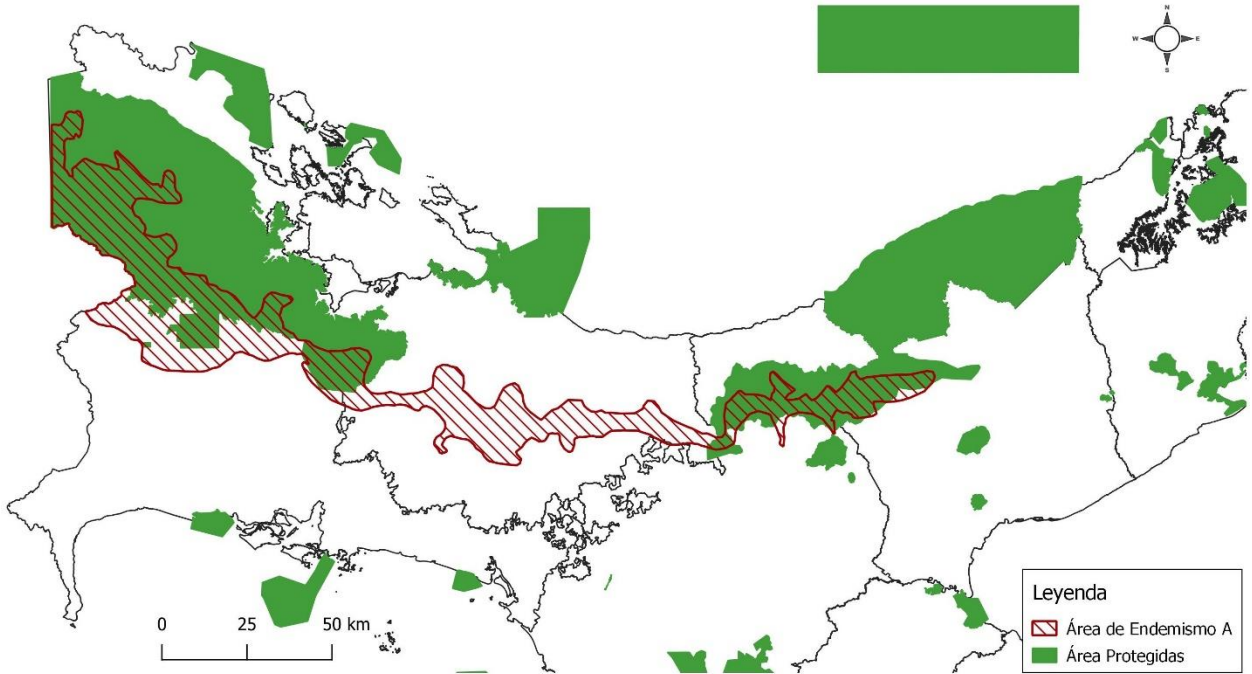 N
W E
S
0 25 50 km
Leyenda
Área de Endemismo A
Área Protegidas